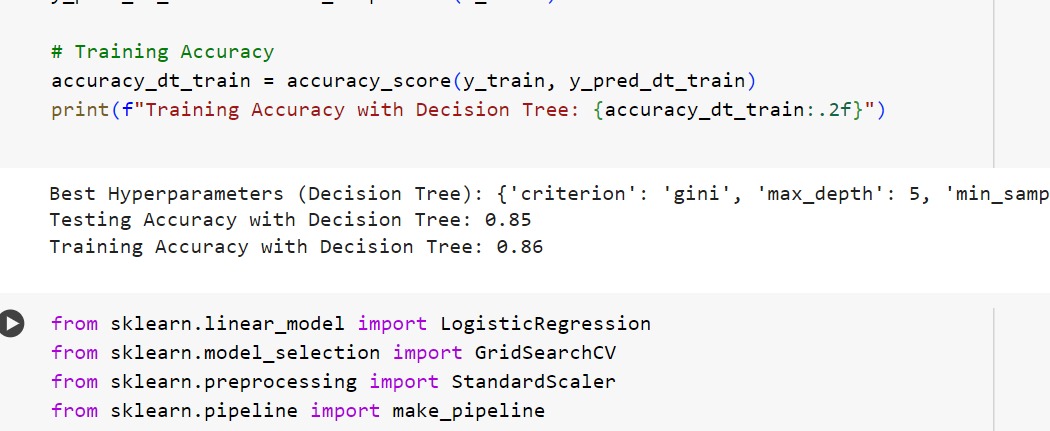 # Training Accuracy
accuracy_dt_train = accuracy_score(y_train, y_pred_dt_train)
print(f"Training Accuracy with Decision Tree: {accuracy_dt_train:.2f}")
Best Hyperparameters (Decision Tree): {'criterion': 'gini', 'max_depth': 5, 'min_samp
Testing Accuracy with Decision Tree: 0.85
Training Accuracy with Decision Tree: 0.86
from sklearn.linear_model import LogisticRegression
from sklearn.model_selection import GridSearchCV
from sklearn.preprocessing import StandardScaler
from sklearn.pipeline import make_pipeline